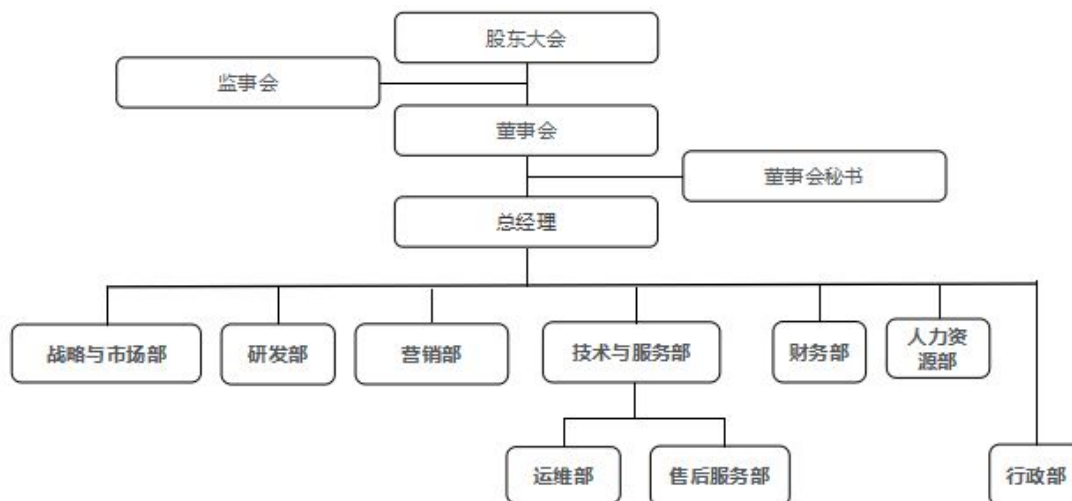 股东大会
监事会
董事会
董事会秘书
总经理
战略与市场部
研发部
营销部
技术与服务部
财务部
人力资
源部
运维部
售后服务部
行政部